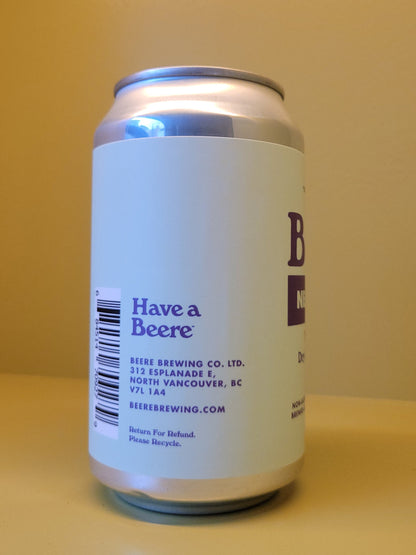 Have a
Beere™
BEERE BREWING CO. LTD.
312 ESPLANADE E,
NORTH VANCOUVER, BC
V7L 1A4
BEEREBREWING.COM
Return For Refund.
Please Recycle.
B